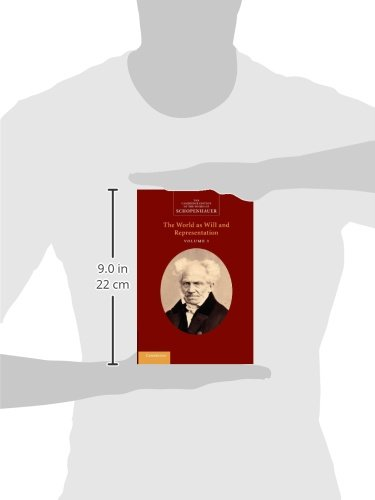 THE
CAMBRIDGE EDITION
OF THE WORKS OF
SCHOPENHAUER
The World as Will and
Representation
VOLUME 1
9.0 in
22 cm
CAMBRIDGE